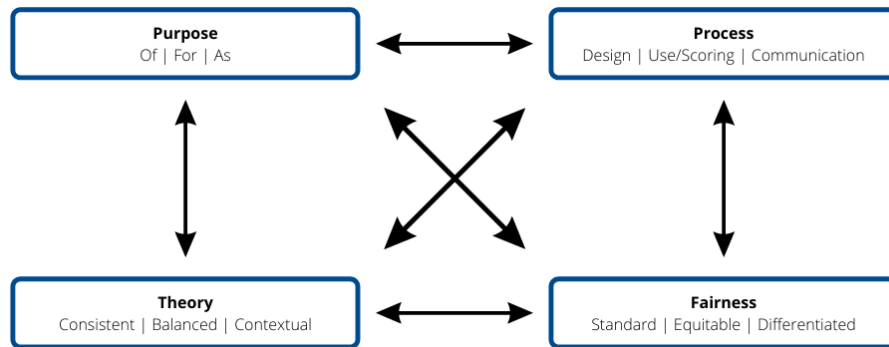 Purpose
Of | For | As
Process
Design | Use/Scoring | Communication
Theory
Consistent | Balanced | Contextual
Fairness
Standard | Equitable | Differentiated